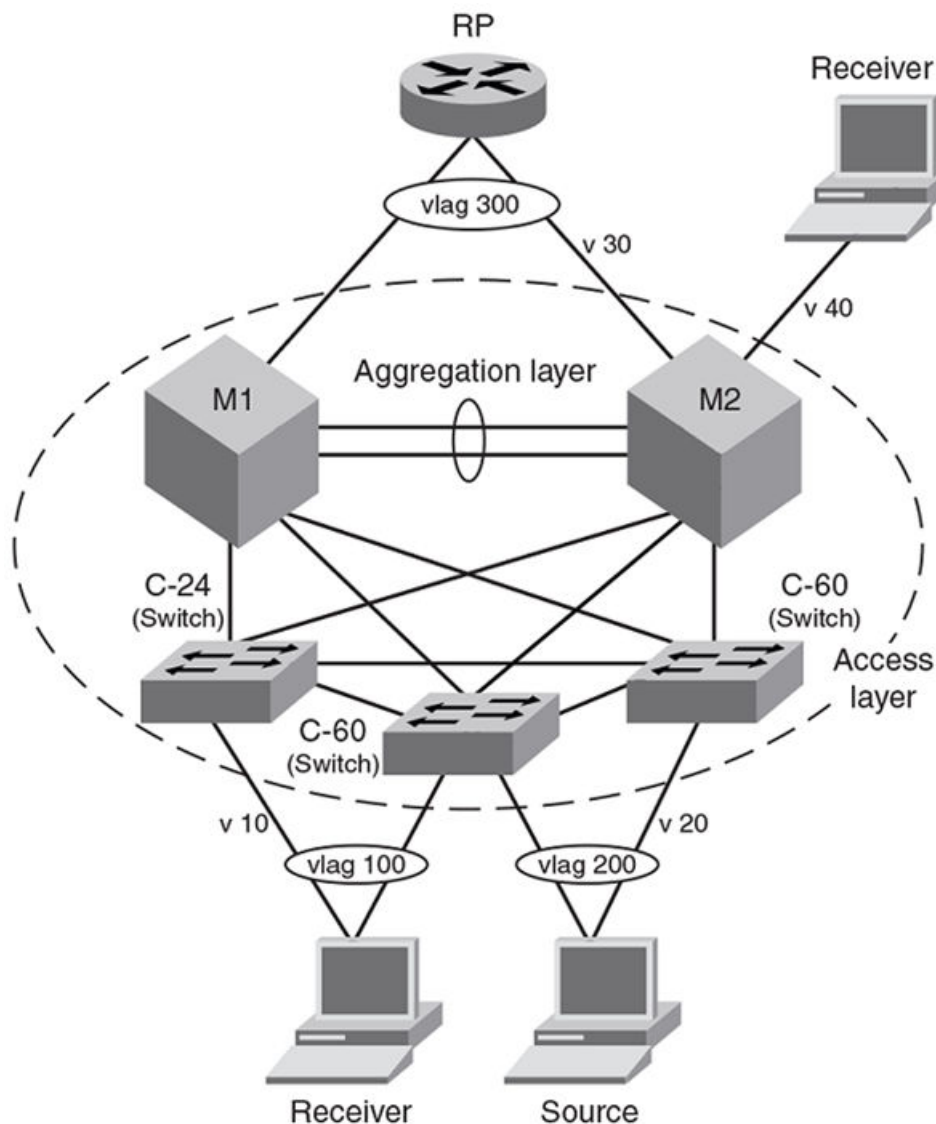 RP
Receiver
vlag 300
v 30
v 40
Aggregation layer
M1
M2
C-24
(Switch)
C-60
(Switch)
Access
layer
C-60
(Switch)
v 10
v 20
vlag 100
vlag 200
Receiver
Source